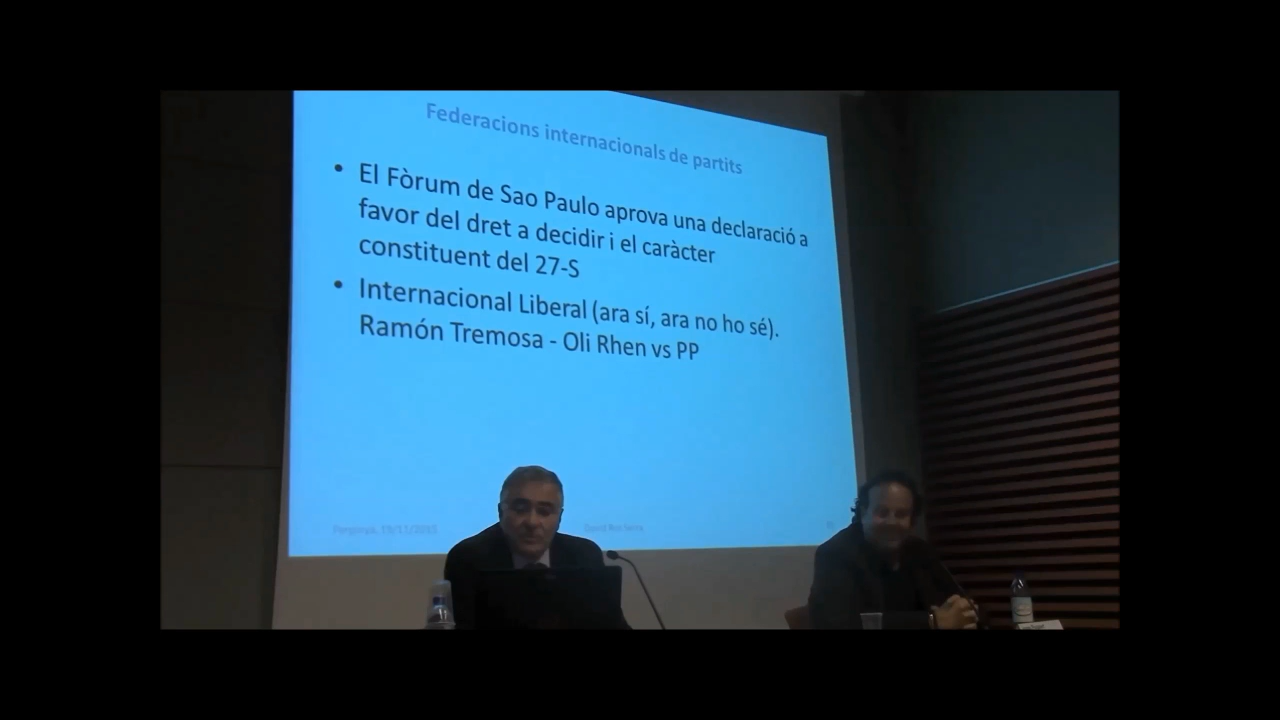 Federacions internacionals de partits
• El Fòrum de Sao Paulo aprova una declaració a
favor del dret a decidir i el caràcter
constituent del 27-S
• Internacional Liberal (ara sí, ara no ho sé).
Ramón Tremosa - Oli Rhen vs PP